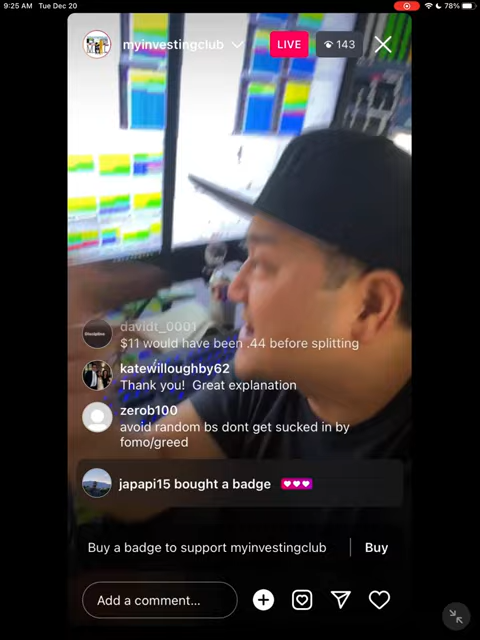 9:25 AM Tue Dec 20
78%
myinvestingclub
LIVE
143
davidt_0001
$11 would have been .44 before splitting
katewilloughby62
Thank you! Great explanation
zerob100
avoid random bs dont get sucked in by
fomo/greed
japapi15 bought a badge
Buy a badge to support myinvestingclub
Buy
Add a comment...